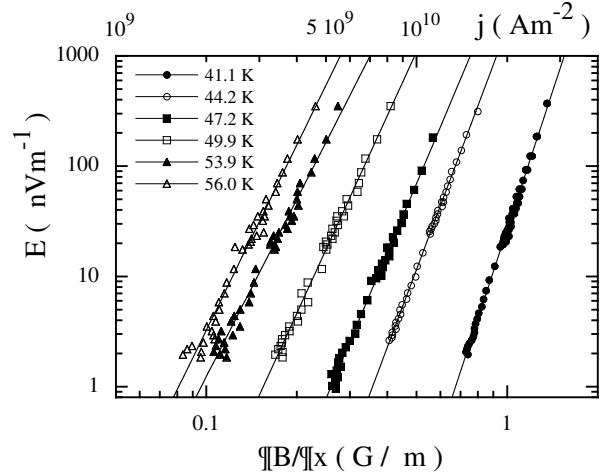 10⁹ 5 10⁹ 10¹⁰ j ( Am⁻²)
1000
100
10
1
E ( nVm⁻¹)
41.1 K
44.2 K
47.2 K
49.9 K
53.9 K
56.0 K
0.1 1
¶B/¶x ( G / m )